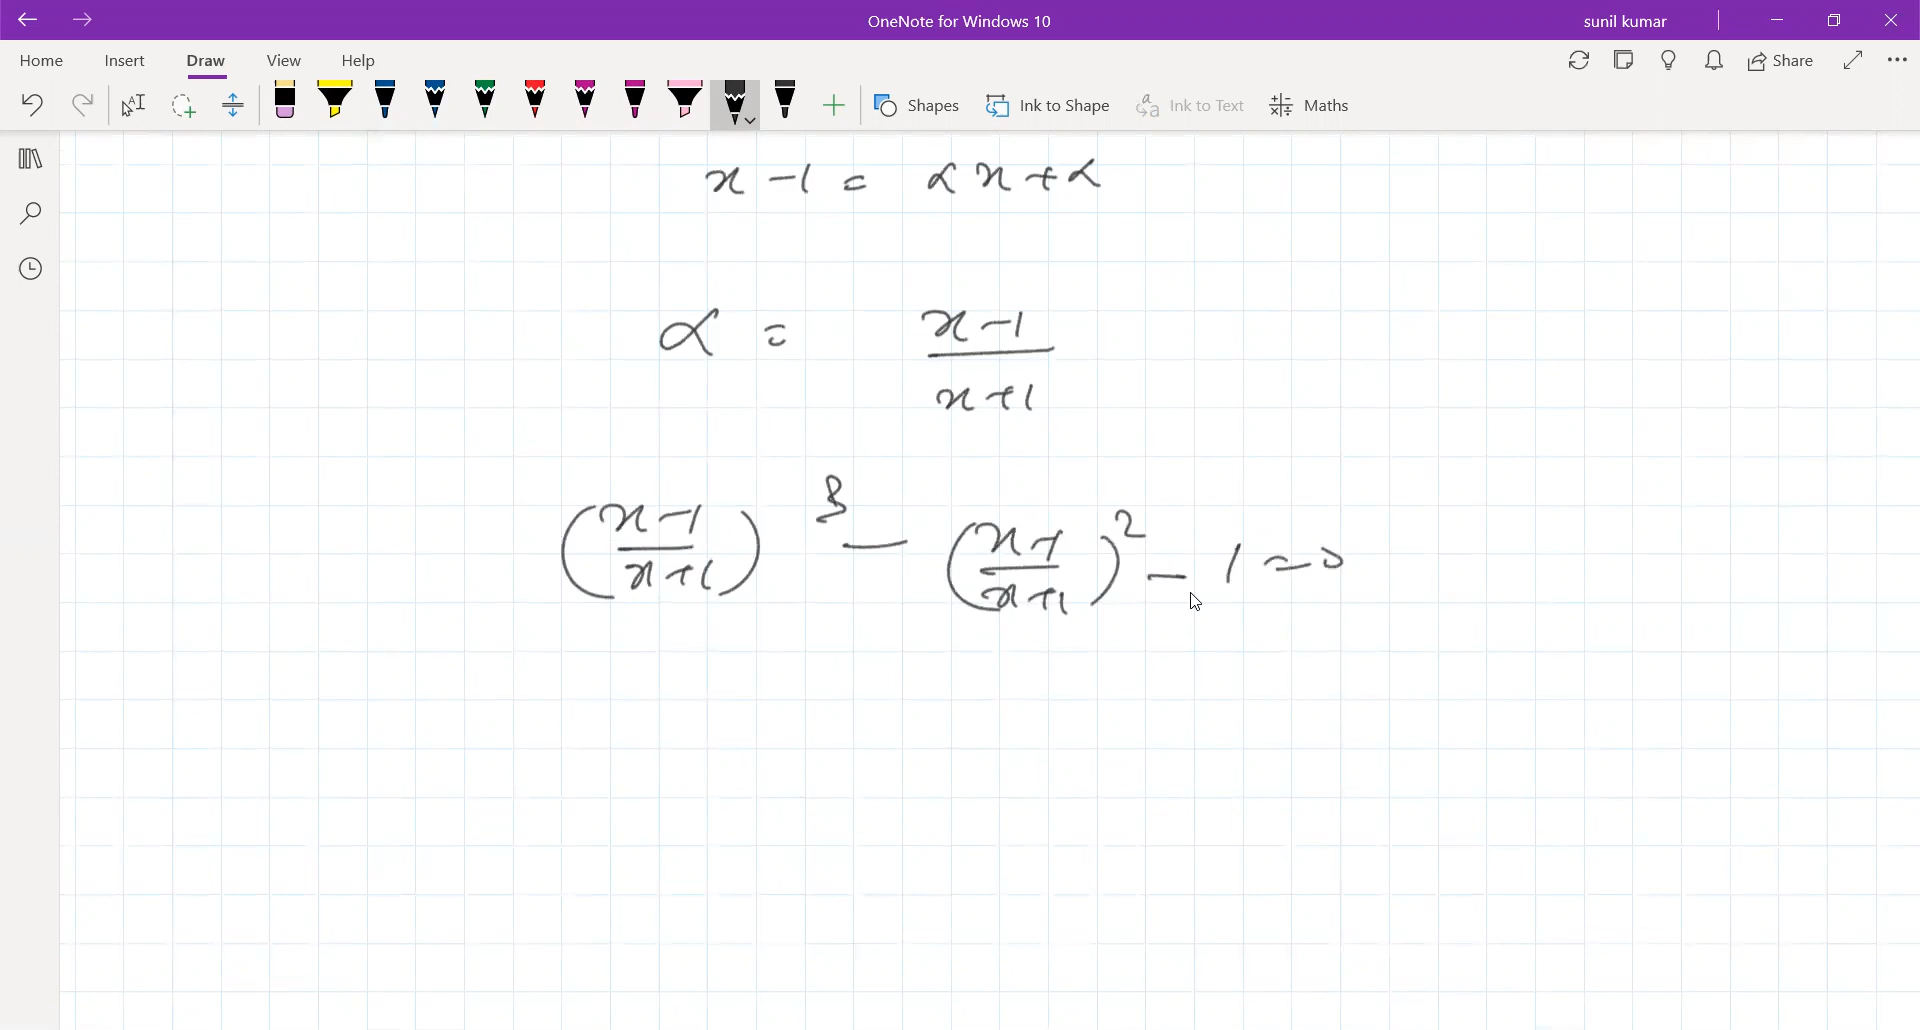 OneNote for Windows 10
sunil kumar
Home Insert Draw View Help
Share
Shapes Ink to Shape Ink to Text Maths
x - 1 = αx + α
α = (x - 1)/(x + 1)
((x - 1)/(x + 1))³ - ((x - 1)/(x + 1))² - 1 = 0